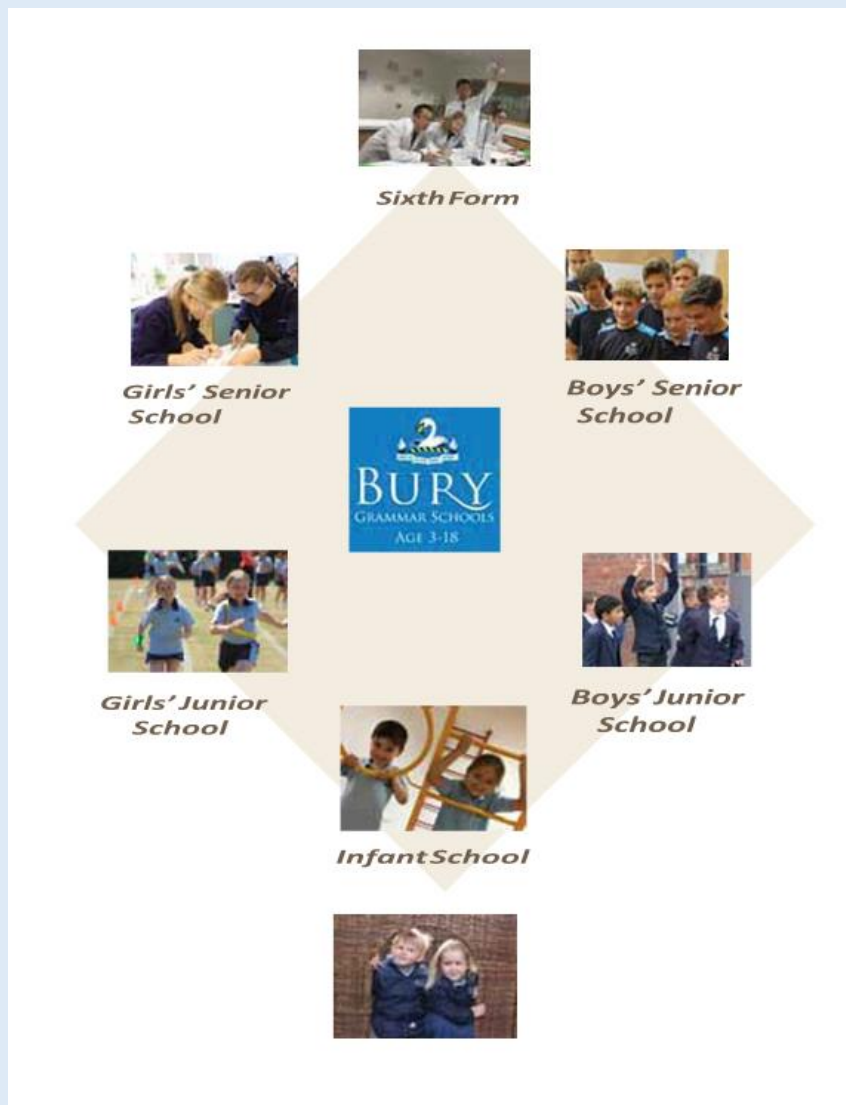 Sixth Form
Girls' Senior
School
Boys' Senior
School
BURY
GRAMMAR SCHOOLS
AGE 3-18
Girls' Junior
School
Boys' Junior
School
Infant School